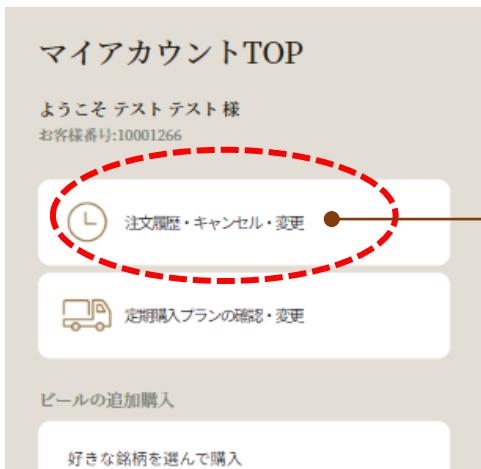 マイアカウントTOP
ようこそ テスト テスト 様
お客様番号:10001266
注文履歴・キャンセル・変更
定期購入プランの確認・変更
ビールの追加購入
好きな銘柄を選んで購入